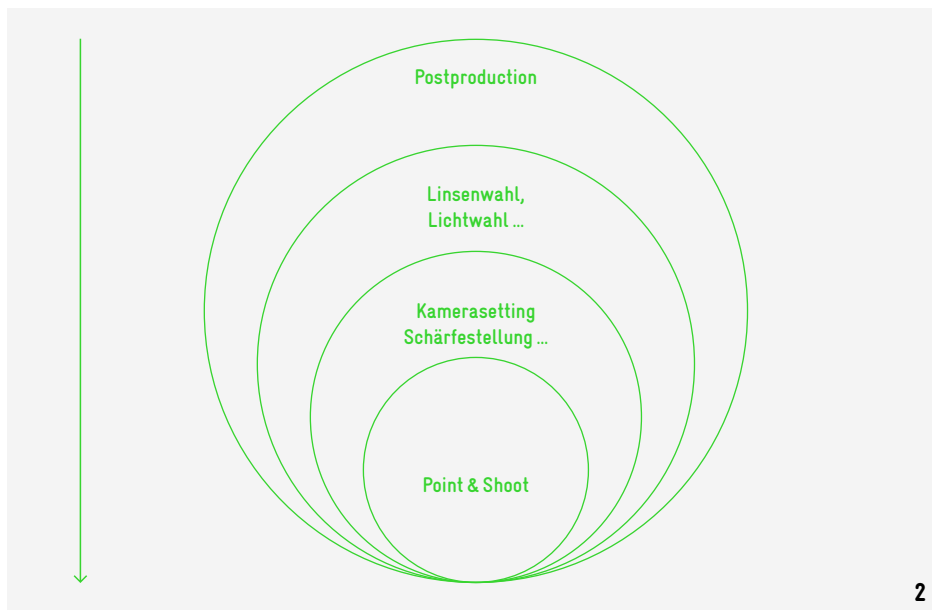 Postproduction
Linsenwahl,
Lichtwahl ...
Kamerasetting
Schärfestellung ...
Point & Shoot
2